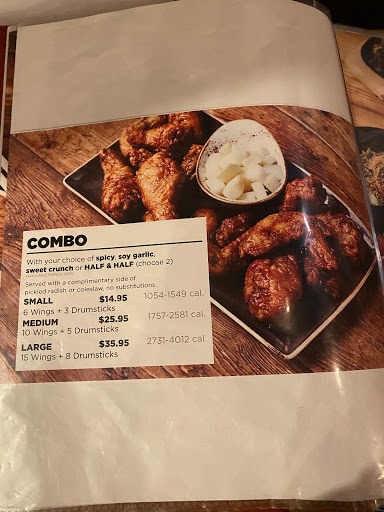 COMBO
With your choice of spicy, soy garlic,
sweet crunch or HALF & HALF (choose 2)
Served with a complimentary side of
pickled radish or coleslaw, no substitutions.
SMALL $14.95 1054-1549 cal.
6 Wings + 3 Drumsticks
MEDIUM $25.95 1757-2581 cal.
10 Wings + 5 Drumsticks
LARGE $35.95 2731-4012 cal.
15 Wings + 8 Drumsticks